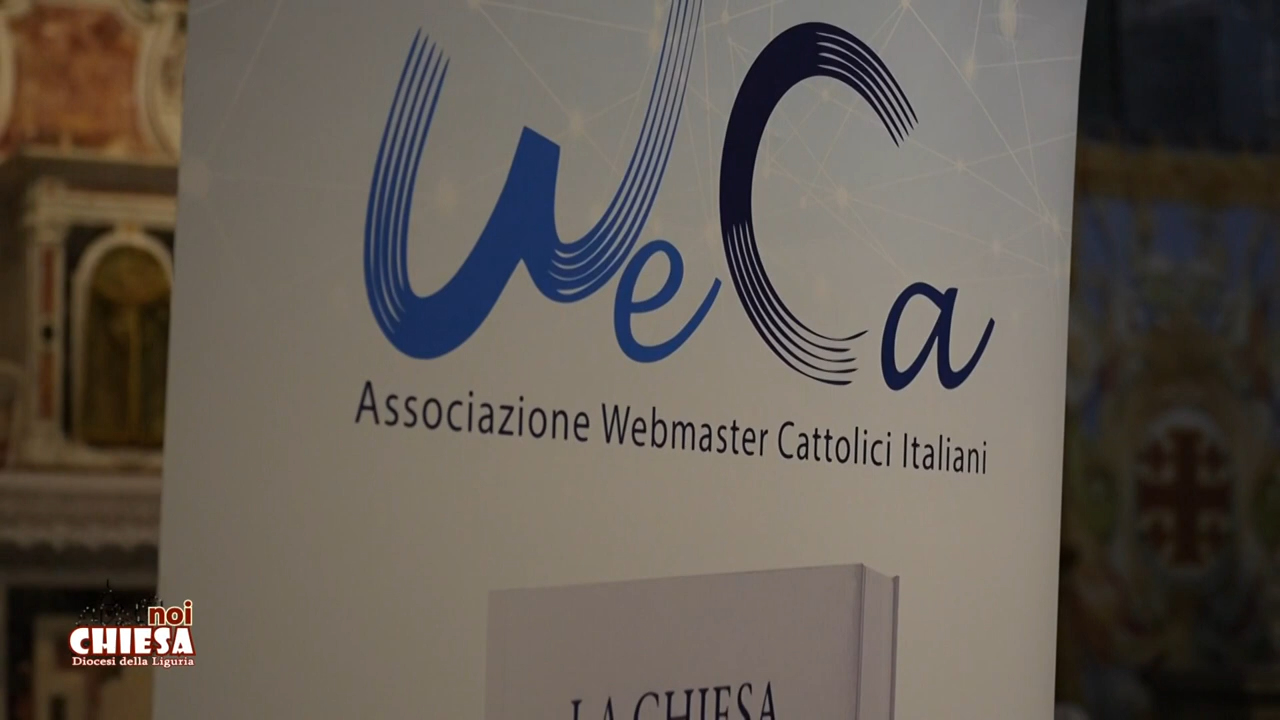 WeCa
Associazione Webmaster Cattolici Italiani
LA CHIESA
noi
CHIESA
Diocesi della Liguria